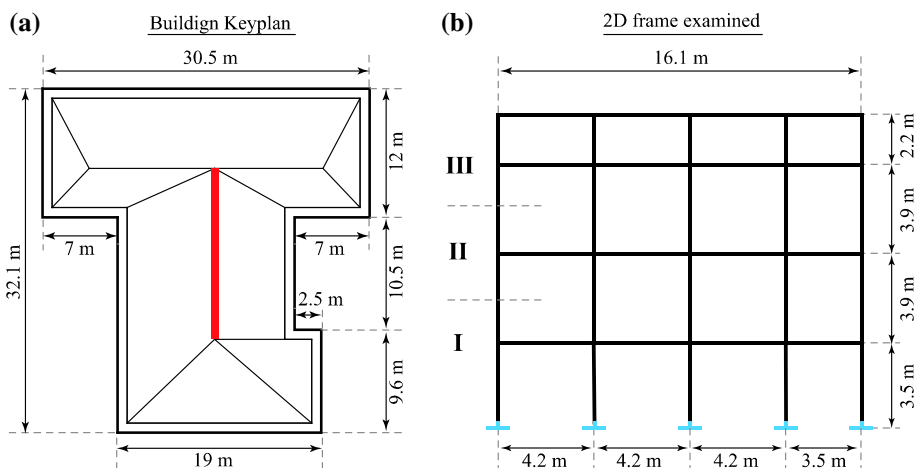 (a)
Buildign Keyplan
30.5 m
32.1 m
12 m
7 m
7 m
10.5 m
2.5 m
9.6 m
19 m
(b)
2D frame examined
16.1 m
III
II
I
2.2 m
3.9 m
3.9 m
3.5 m
4.2 m
4.2 m
4.2 m
3.5 m